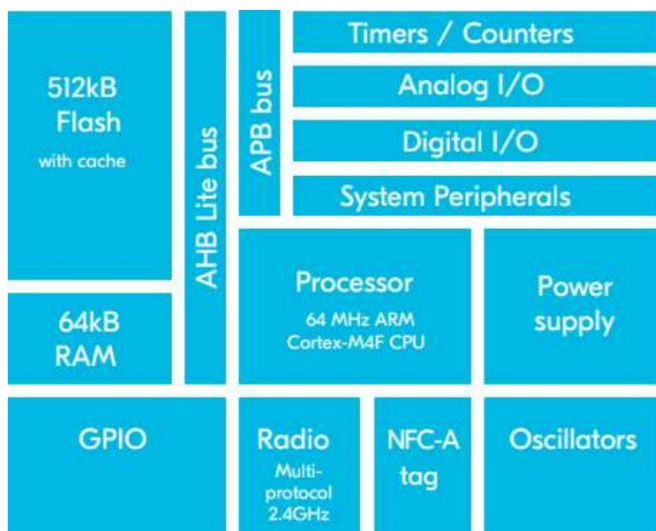 512kB
Flash
with cache
AHB Lite bus
APB bus
Timers / Counters
Analog I/O
Digital I/O
System Peripherals
64kB
RAM
Processor
64 MHz ARM
Cortex-M4F CPU
Power
supply
GPIO
Radio
Multi-
protocol
2.4GHz
NFC-A
tag
Oscillators